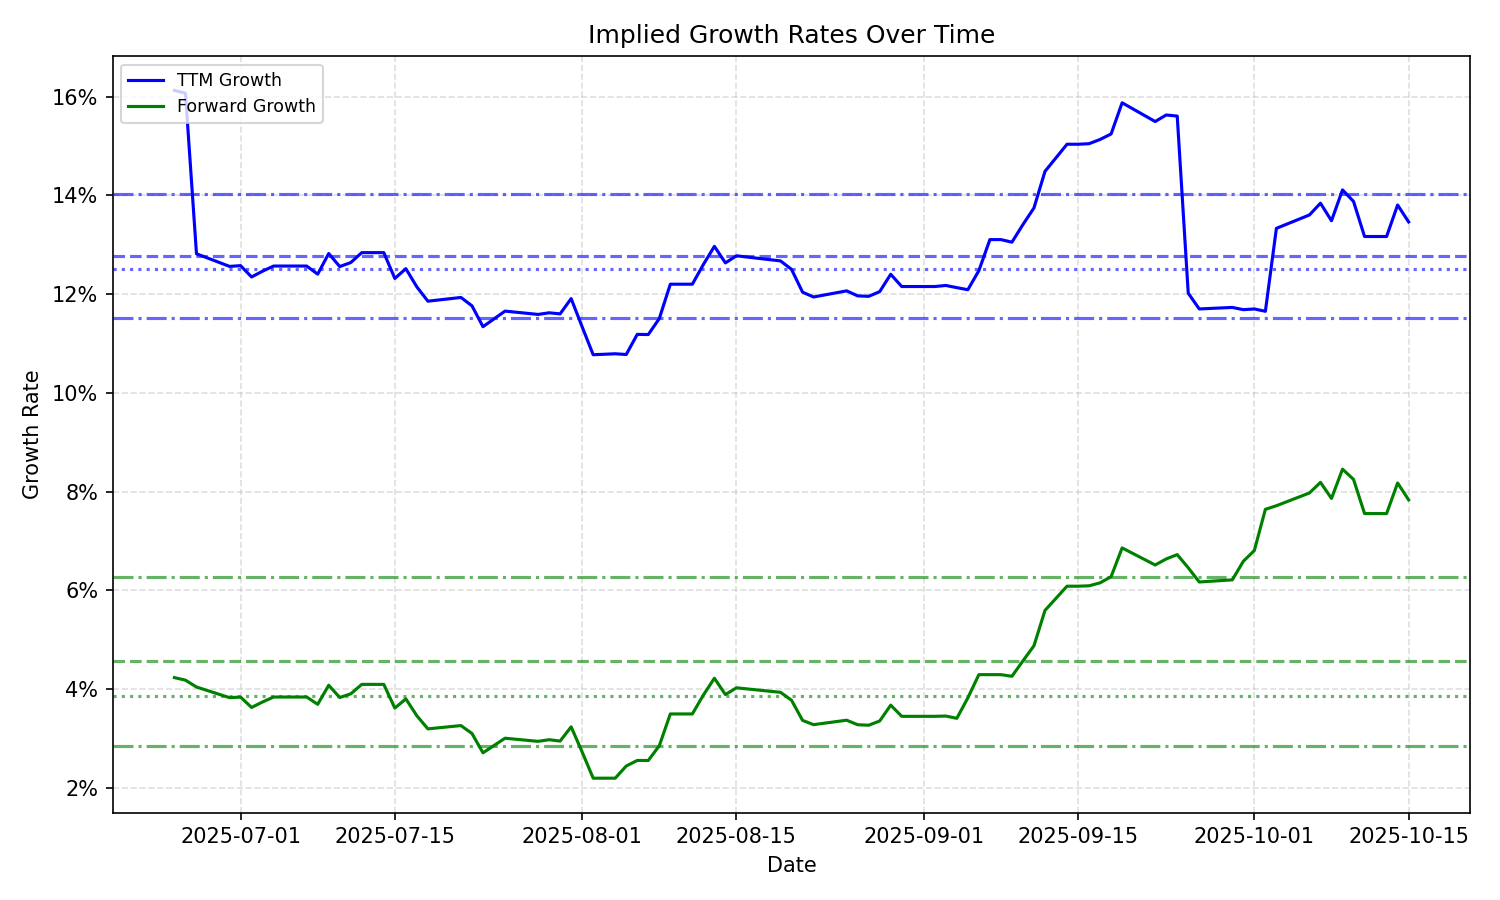 Implied Growth Rates Over Time
TTM Growth
Forward Growth
16%
14%
12%
10%
8%
6%
4%
2%
Growth Rate
2025-07-01 2025-07-15 2025-08-01 2025-08-15 2025-09-01 2025-09-15 2025-10-01 2025-10-15
Date